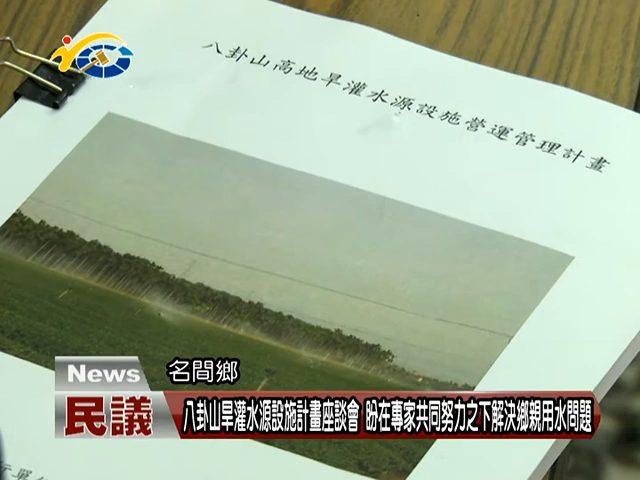 八卦山高地旱灌水源設施營運管理計畫
News
名間鄉
民議
八卦山旱灌水源設施計畫座談會 盼在專家共同努力之下解決鄉親用水問題
行單